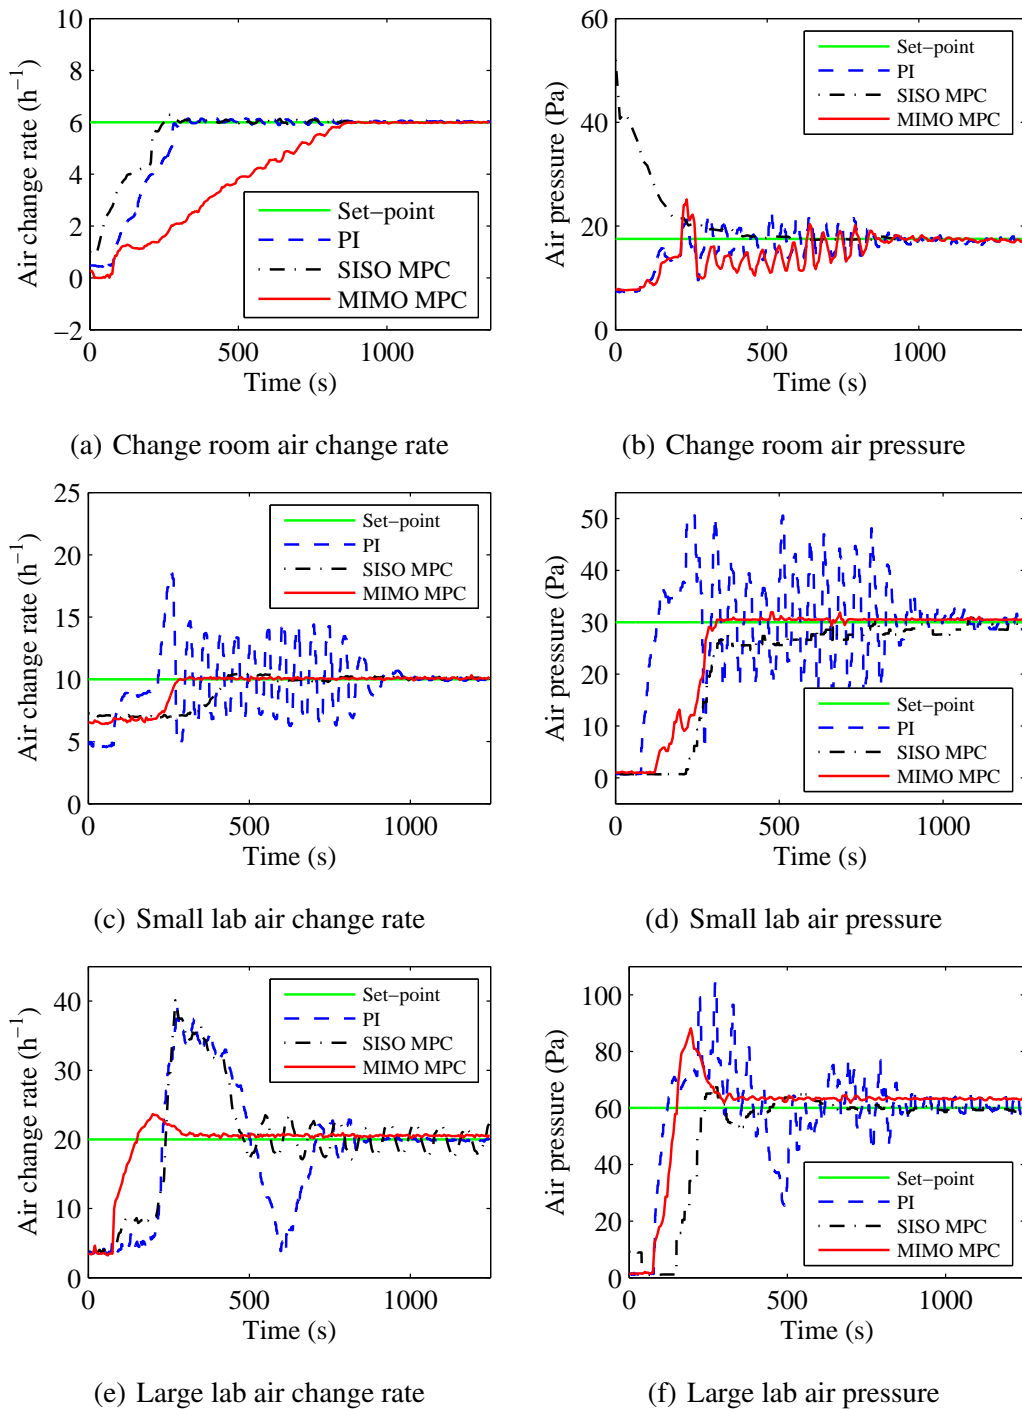 10
8
6
4
2
0
−2
0 500 1000
Air change rate (h⁻¹)
Time (s)
Set−point
PI
SISO MPC
MIMO MPC
(a) Change room air change rate
60
40
20
0
0 500 1000
Air pressure (Pa)
Time (s)
Set−point
PI
SISO MPC
MIMO MPC
(b) Change room air pressure
25
20
15
10
5
0
0 500 1000
Air change rate (h⁻¹)
Time (s)
Set−point
PI
SISO MPC
MIMO MPC
(c) Small lab air change rate
50
40
30
20
10
0
0 500 1000
Air pressure (Pa)
Time (s)
Set−point
PI
SISO MPC
MIMO MPC
(d) Small lab air pressure
40
30
20
10
0
0 500 1000
Air change rate (h⁻¹)
Time (s)
Set−point
PI
SISO MPC
MIMO MPC
(e) Large lab air change rate
100
80
60
40
20
0
0 500 1000
Air pressure (Pa)
Time (s)
Set−point
PI
SISO MPC
MIMO MPC
(f) Large lab air pressure